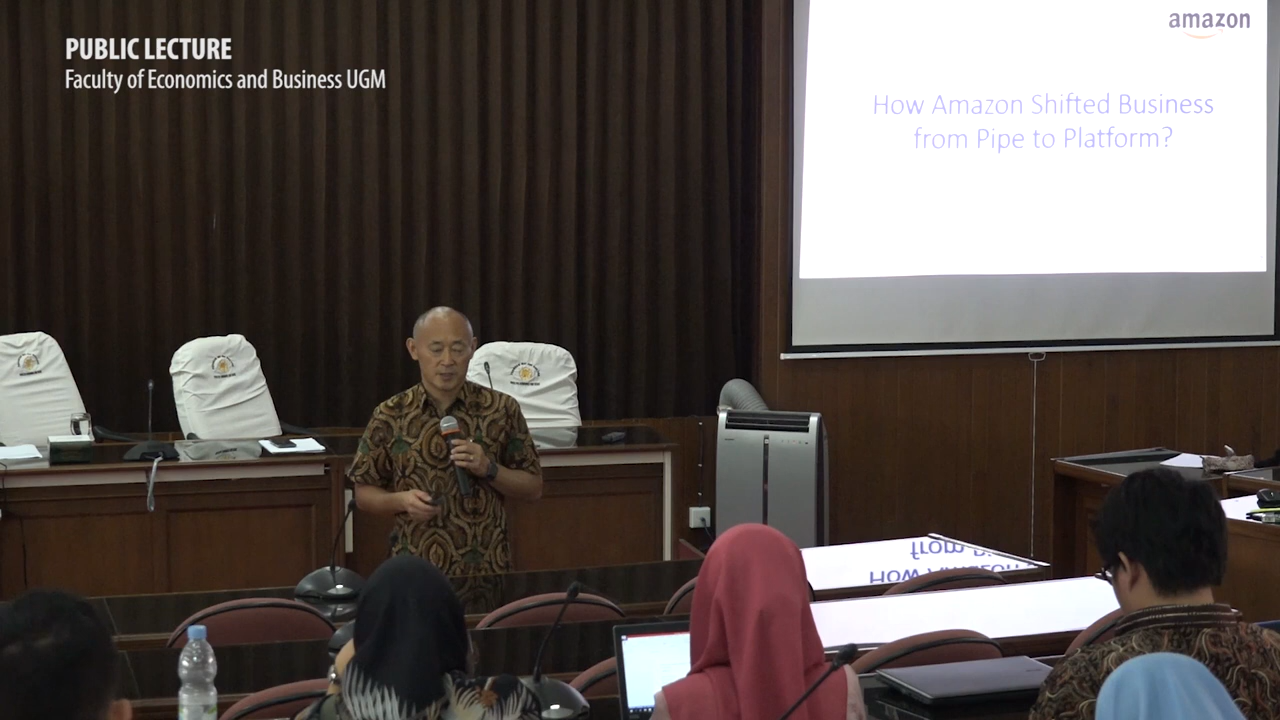 PUBLIC LECTURE
Faculty of Economics and Business UGM
amazon
How Amazon Shifted Business
from Pipe to Platform?